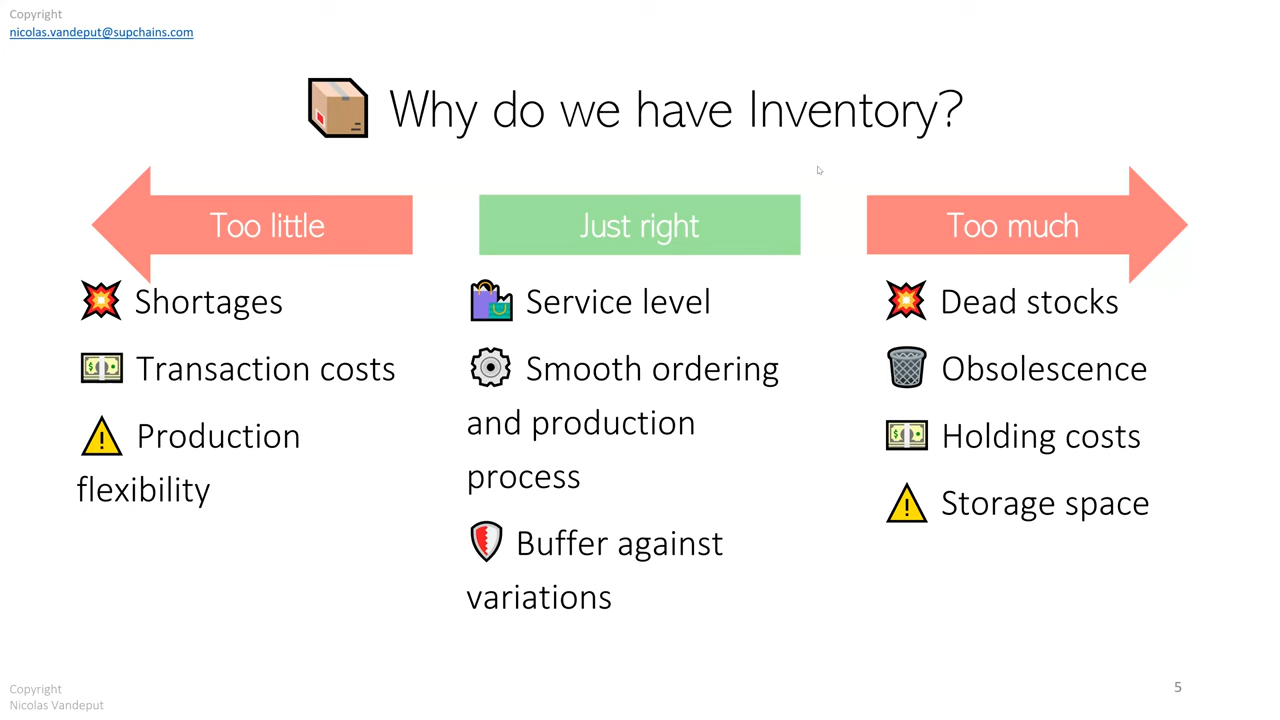 Copyright
nicolas.vandeput@supchains.com
Why do we have Inventory?
Too little
Shortages
Transaction costs
Production
flexibility
Just right
Service level
Smooth ordering
and production
process
Buffer against
variations
Too much
Dead stocks
Obsolescence
Holding costs
Storage space
Copyright
Nicolas Vandeput
5